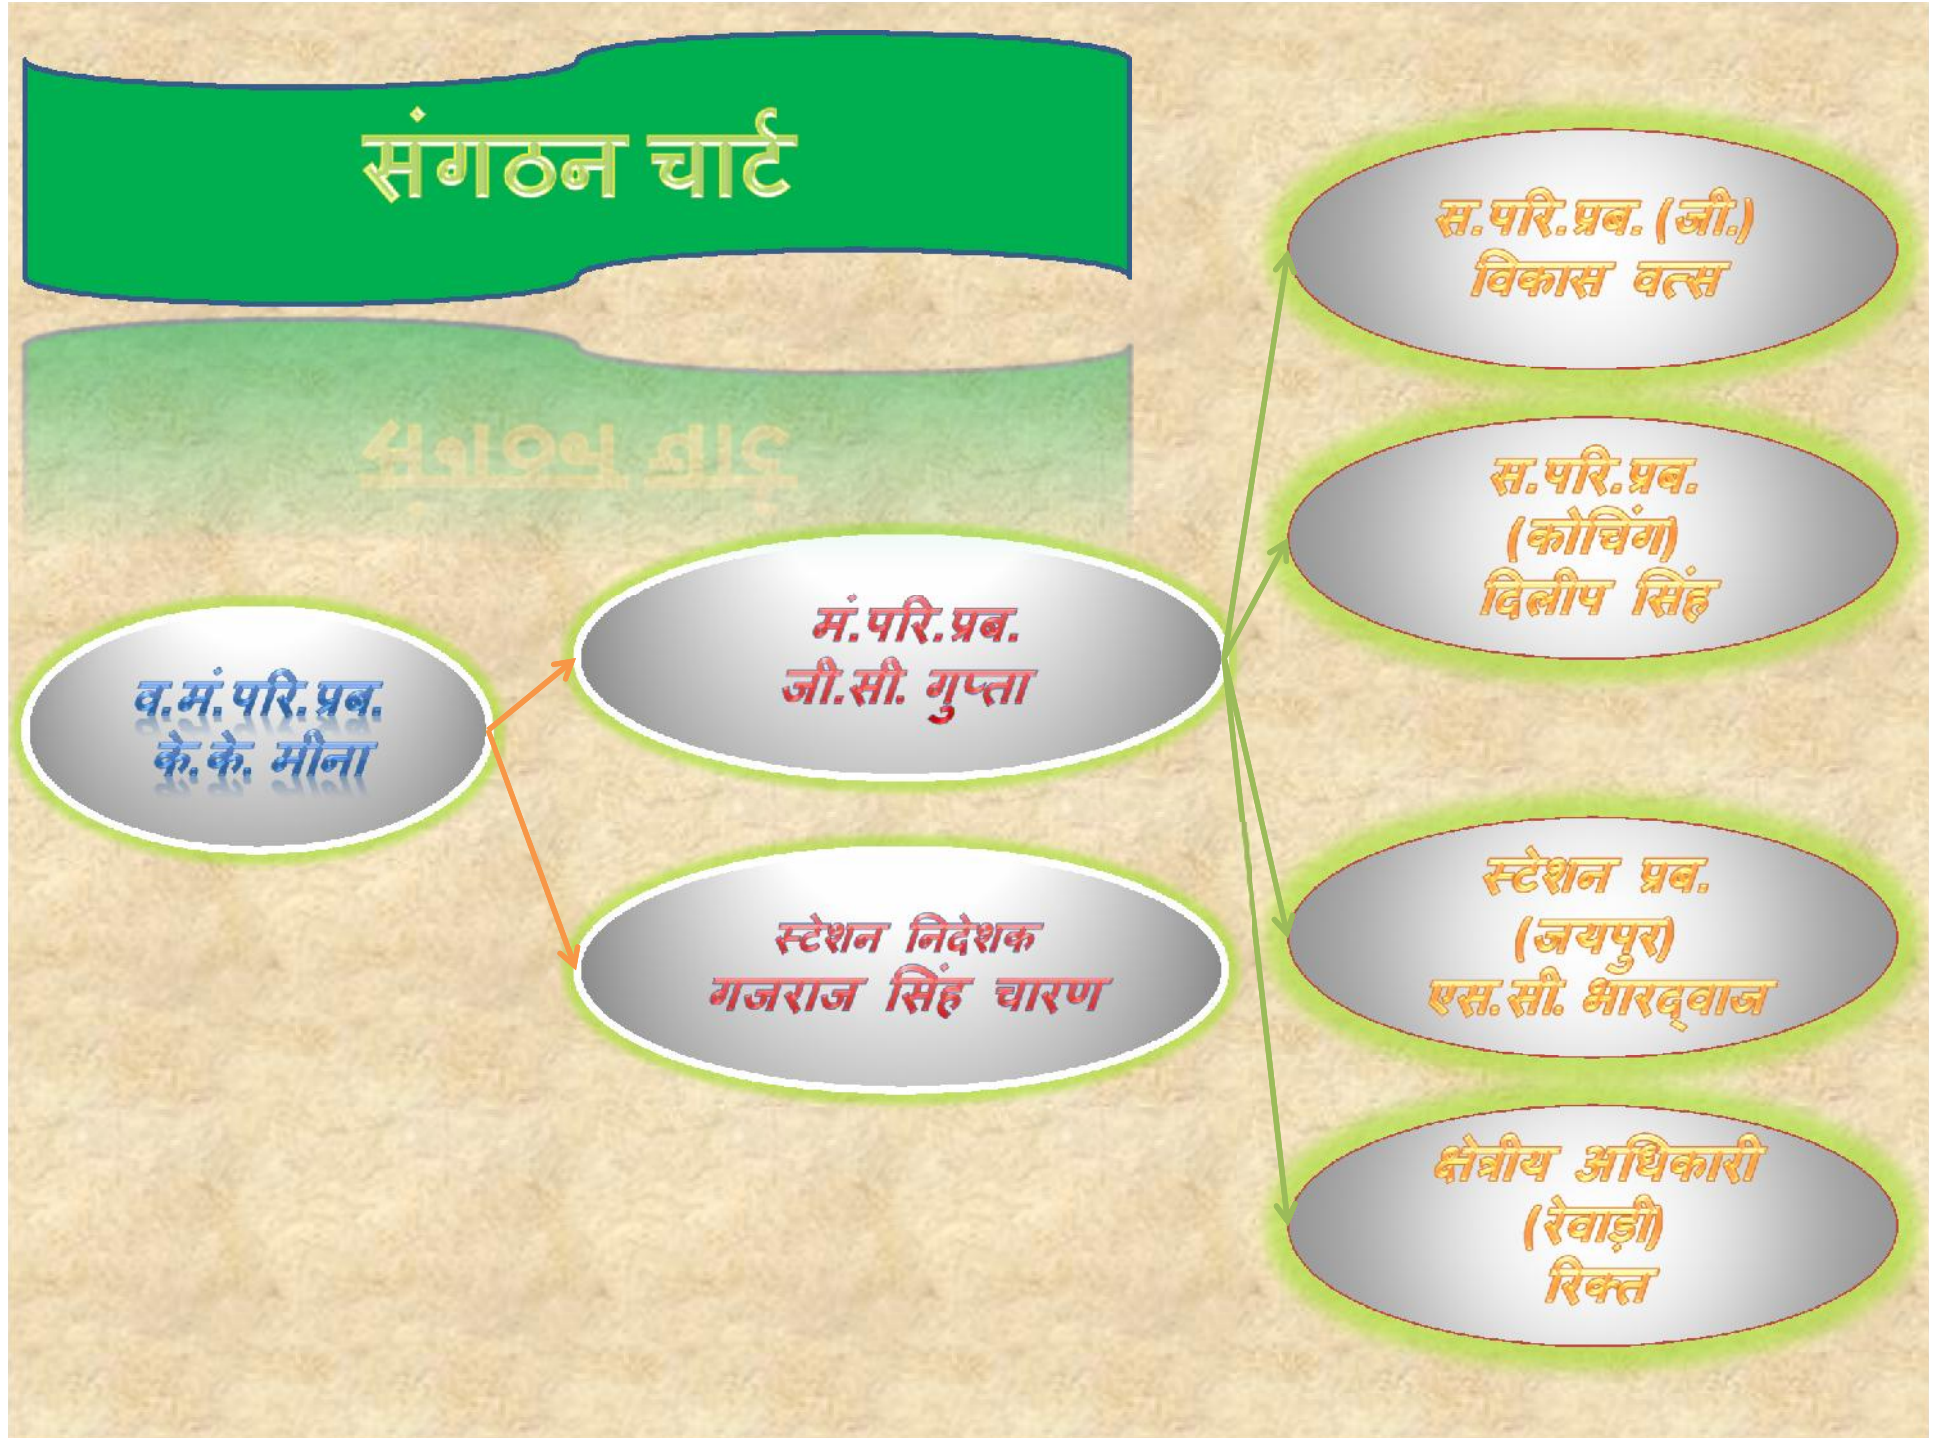 संगठन चार्ट
व.मं.परि.प्रब.
के.के. मीना
मं.परि.प्रब.
जी.सी. गुप्ता
स्टेशन निदेशक
गजराज सिंह चारण
स.परि.प्रब. (जी.)
विकास वत्स
स.परि.प्रब.
(कोचिंग)
दिलीप सिंह
स्टेशन प्रब.
(जयपुर)
एस.सी. भारद्‌वाज
क्षेत्रीय अधिकारी
(रेवाड़ी)
रिक्त